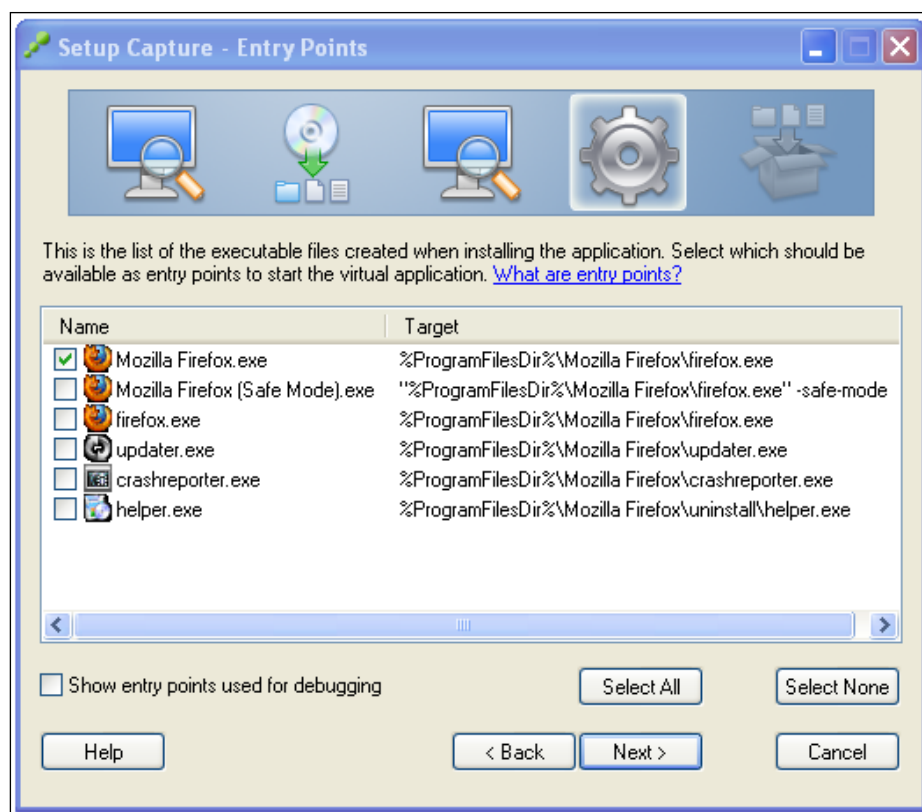 Setup Capture - Entry Points
This is the list of the executable files created when installing the application. Select which should be
available as entry points to start the virtual application. What are entry points?
Name Target
Mozilla Firefox.exe %ProgramFilesDir%\Mozilla Firefox\firefox.exe
Mozilla Firefox (Safe Mode).exe "%ProgramFilesDir%\Mozilla Firefox\firefox.exe" -safe-mode
firefox.exe %ProgramFilesDir%\Mozilla Firefox\firefox.exe
updater.exe %ProgramFilesDir%\Mozilla Firefox\updater.exe
crashreporter.exe %ProgramFilesDir%\Mozilla Firefox\crashreporter.exe
helper.exe %ProgramFilesDir%\Mozilla Firefox\uninstall\helper.exe
Show entry points used for debugging Select All Select None
Help < Back Next > Cancel